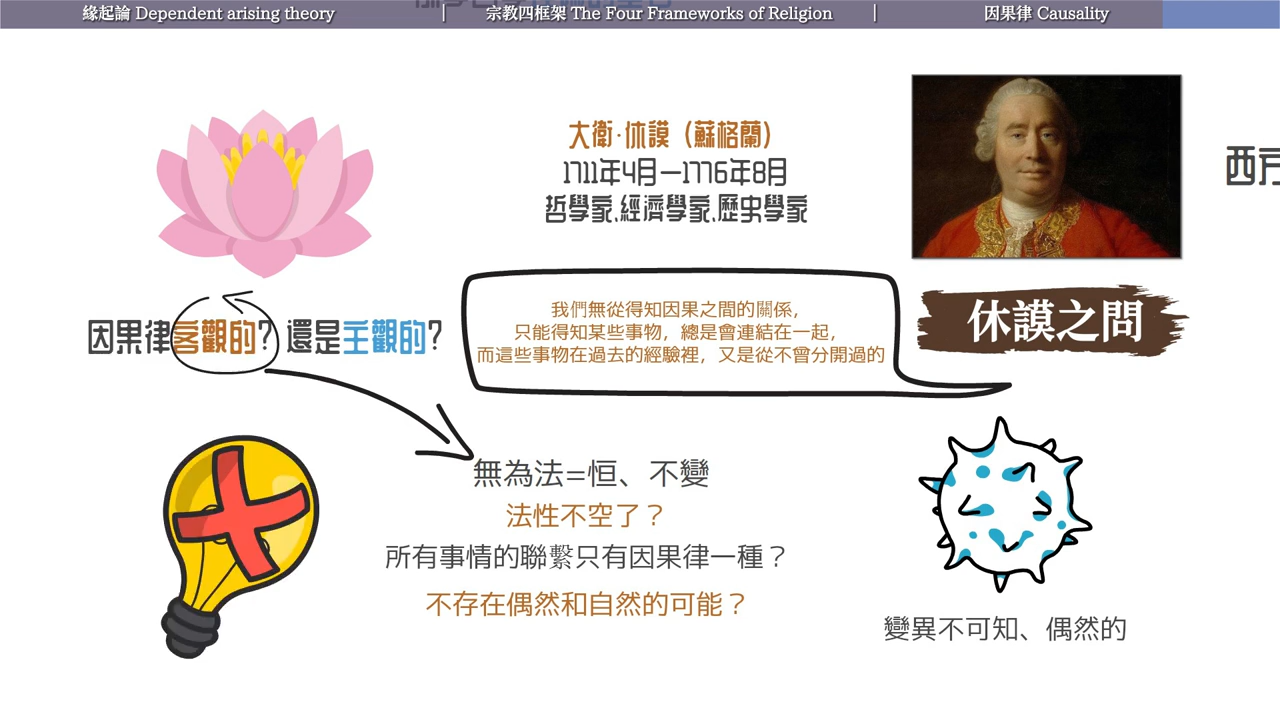 緣起論 Dependent arising theory | 宗教四框架 The Four Frameworks of Religion | 因果律 Causality
大衛·休謨（蘇格蘭）
1711年4月—1776年8月
哲學家,經濟學家,歷史學家
西方
因果律客觀的? 還是主觀的?
我們無從得知因果之間的關係，
只能得知某些事物，總是會連結在一起，
而這些事物在過去的經驗裡，又是從不曾分開過的
休謨之問
無為法=恒、不變
法性不空了？
所有事情的聯繫只有因果律一種？
不存在偶然和自然的可能？
變異不可知、偶然的